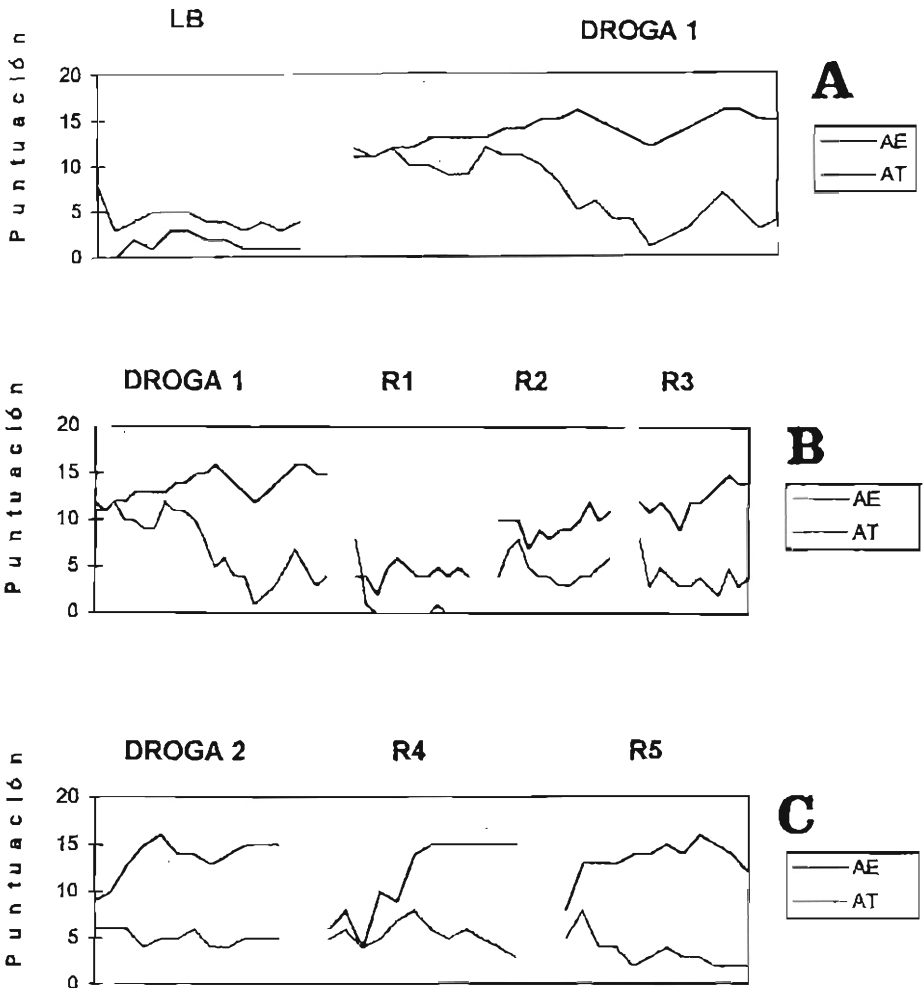 LB DROGA 1
A
Puntuación
20
15
10
5
0
AE
AT
DROGA 1 R1 R2 R3
B
Puntuación
20
15
10
5
0
AE
AT
DROGA 2 R4 R5
C
Puntuación
20
15
10
5
0
AE
AT